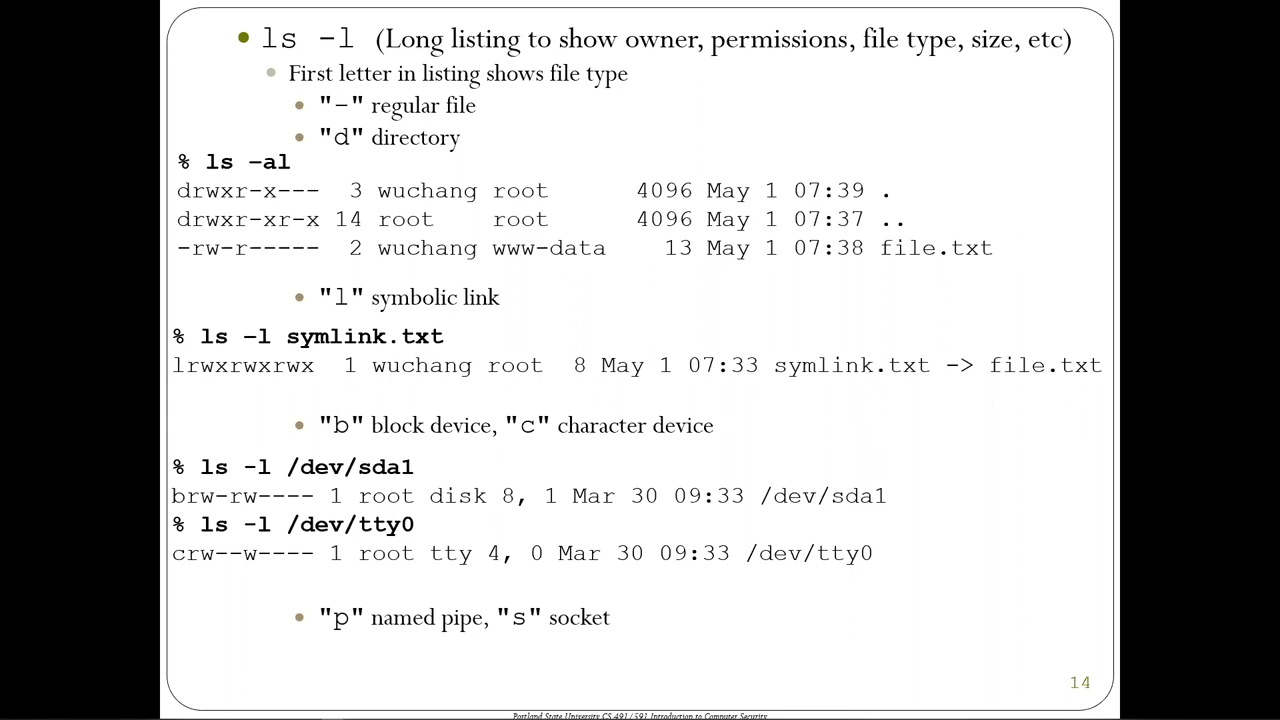 • ls -l (Long listing to show owner, permissions, file type, size, etc)
• First letter in listing shows file type
• "-" regular file
• "d" directory
% ls –al
drwxr-x--- 3 wuchang root 4096 May 1 07:39 .
drwxr-xr-x 14 root root 4096 May 1 07:37 ..
-rw-r----- 2 wuchang www-data 13 May 1 07:38 file.txt
• "l" symbolic link
% ls –l symlink.txt
lrwxrwxrwx 1 wuchang root 8 May 1 07:33 symlink.txt -> file.txt
• "b" block device, "c" character device
% ls -l /dev/sda1
brw-rw---- 1 root disk 8, 1 Mar 30 09:33 /dev/sda1
% ls -l /dev/tty0
crw--w---- 1 root tty 4, 0 Mar 30 09:33 /dev/tty0
• "p" named pipe, "s" socket
14
Portland State University CS 491/591 Introduction to Computer Security